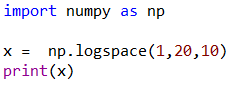 import numpy as np
x =  np.logspace(1,20,10)
print(x)